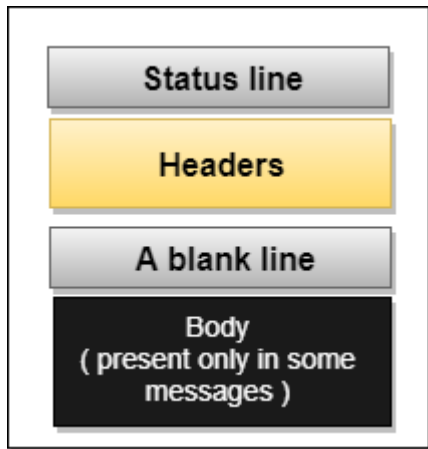 Status line
Headers
A blank line
Body
( present only in some
messages )